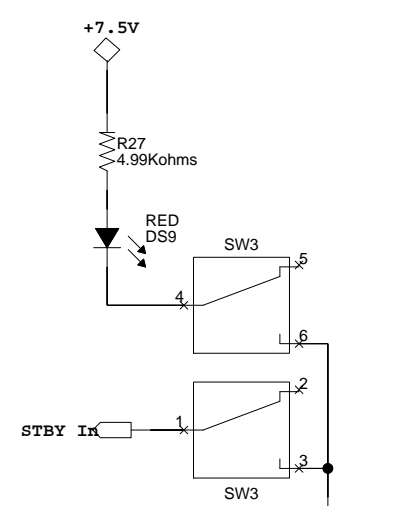 +7.5V
R27
4.99Kohms
RED
DS9
SW3
5
4
6
2
STBY In
1
3
SW3